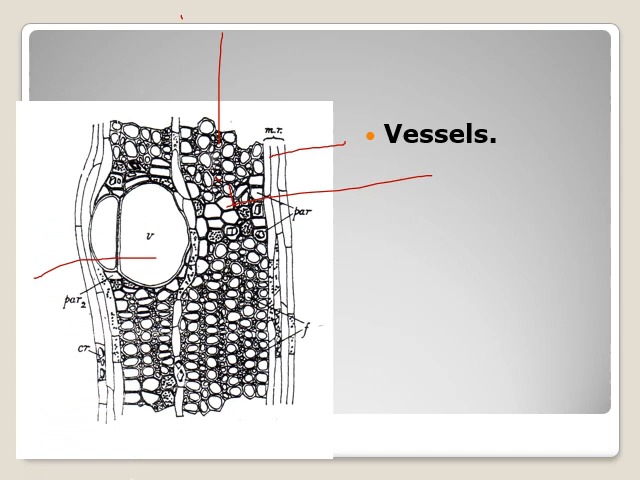 m.r.
• Vessels.
par
v
par2
f
cr.